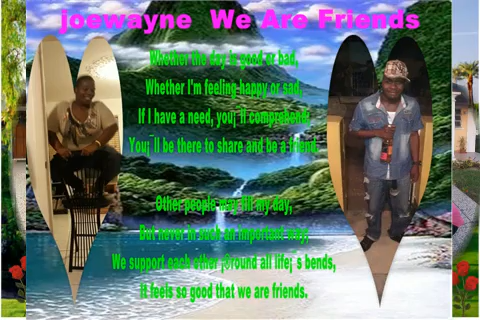 joewayne We Are Friends
Whether the day is good or bad,
Whether I'm feeling happy or sad.
If I have a need, you¡¯ll comprehend;
You¡¯ll be there to share and be a friend.
Other people may fill my day,
But never in such an important way;
We support each other ¡®round all life¡¯s bends,
It feels so good that we are friends.